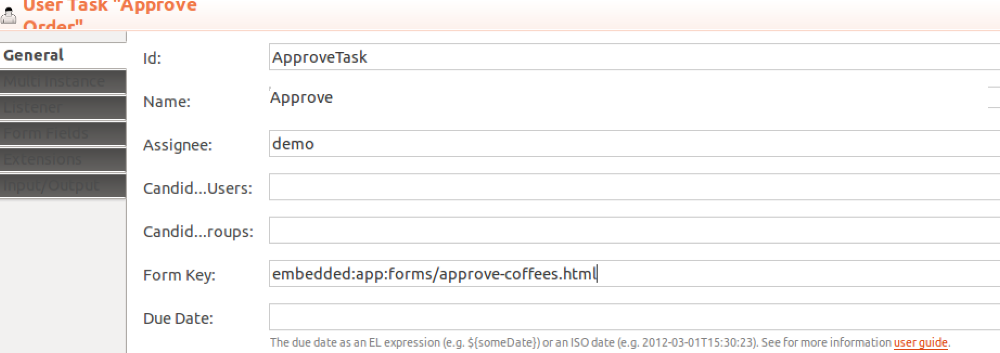 User Task "Approve
Order"
General
Multi Instance
Listener
Form Fields
Extensions
Input/Output
Id:
ApproveTask
Name:
Approve
Assignee:
demo
Candid...Users:
Candid...roups:
Form Key:
embedded:app:forms/approve-coffees.html
Due Date:
The due date as an EL expression (e.g. ${someDate}) or an ISO date (e.g. 2012-03-01T15:30:23). See for more information user guide.